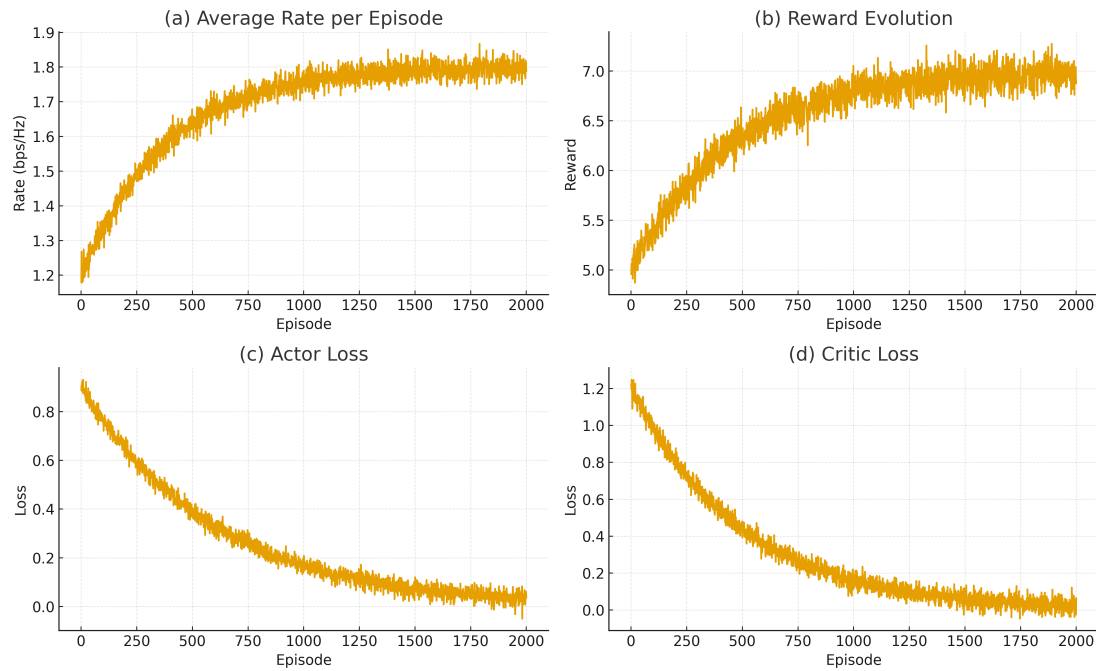 (a) Average Rate per Episode
Rate (bps/Hz)
1.9
1.8
1.7
1.6
1.5
1.4
1.3
1.2
0 250 500 750 1000 1250 1500 1750 2000
Episode
(b) Reward Evolution
Reward
7.0
6.5
6.0
5.5
5.0
0 250 500 750 1000 1250 1500 1750 2000
Episode
(c) Actor Loss
Loss
0.8
0.6
0.4
0.2
0.0
0 250 500 750 1000 1250 1500 1750 2000
Episode
(d) Critic Loss
Loss
1.2
1.0
0.8
0.6
0.4
0.2
0.0
0 250 500 750 1000 1250 1500 1750 2000
Episode